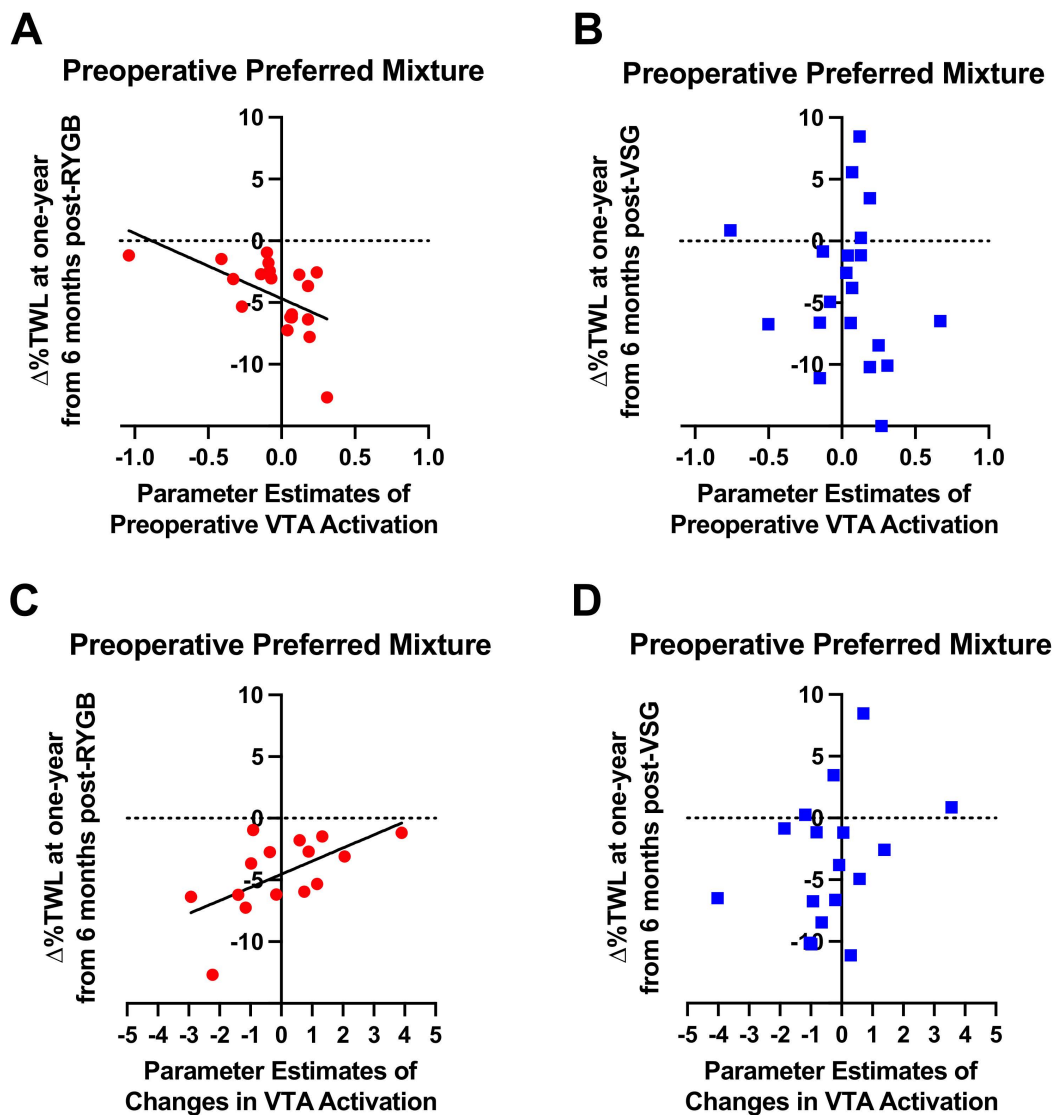 A
Preoperative Preferred Mixture
Δ%TWL at one-year
from 6 months post-RYGB
10
5
0
-5
-10
-1.0 -0.5 0.0 0.5 1.0
Parameter Estimates of
Preoperative VTA Activation
B
Preoperative Preferred Mixture
Δ%TWL at one-year
from 6 months post-VSG
10
5
0
-5
-10
-1.0 -0.5 0.0 0.5 1.0
Parameter Estimates of
Preoperative VTA Activation
C
Preoperative Preferred Mixture
Δ%TWL at one-year
from 6 months post-RYGB
10
5
0
-5
-10
-5 -4 -3 -2 -1 0 1 2 3 4 5
Parameter Estimates of
Changes in VTA Activation
D
Preoperative Preferred Mixture
Δ%TWL at one-year
from 6 months post-VSG
10
5
0
-5
-10
-5 -4 -3 -2 -1 0 1 2 3 4 5
Parameter Estimates of
Changes in VTA Activation